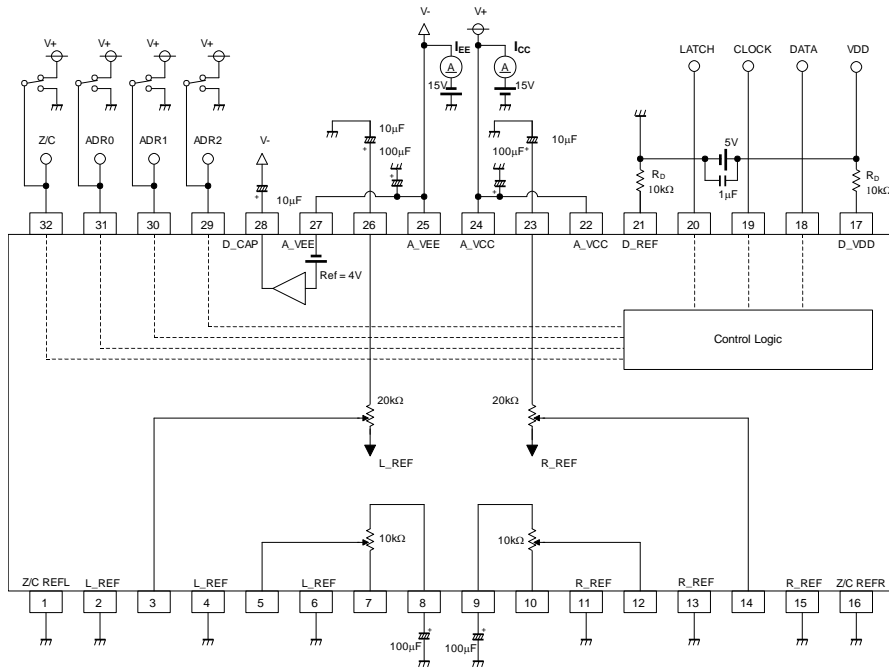 V-
V+
V+
V+
V+
V+
IEE
ICC
A
A
15V
15V
LATCH
CLOCK
DATA
VDD
Z/C
ADR0
ADR1
ADR2
V-
10μF
10μF
100μF
+
100μF
+
10μF
+
+
+
5V
1μF
RD
10kΩ
RD
10kΩ
32
31
30
29
28
27
26
25
24
23
22
21
20
19
18
17
D_CAP
A_VEE
A_VEE
A_VCC
A_VCC
D_REF
D_VDD
Ref = 4V
Control Logic
20kΩ
20kΩ
L_REF
R_REF
10kΩ
10kΩ
Z/C REFL
L_REF
L_REF
L_REF
R_REF
R_REF
R_REF
Z/C REFR
1
2
3
4
5
6
7
8
9
10
11
12
13
14
15
16
100μF
+
100μF
+